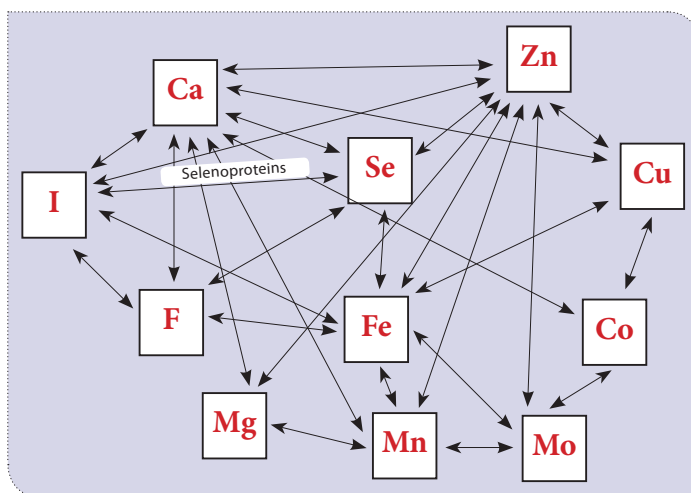 Zn
Ca
Se
Selenoproteins
Cu
I
F
Fe
Co
Mg
Mn
Mo